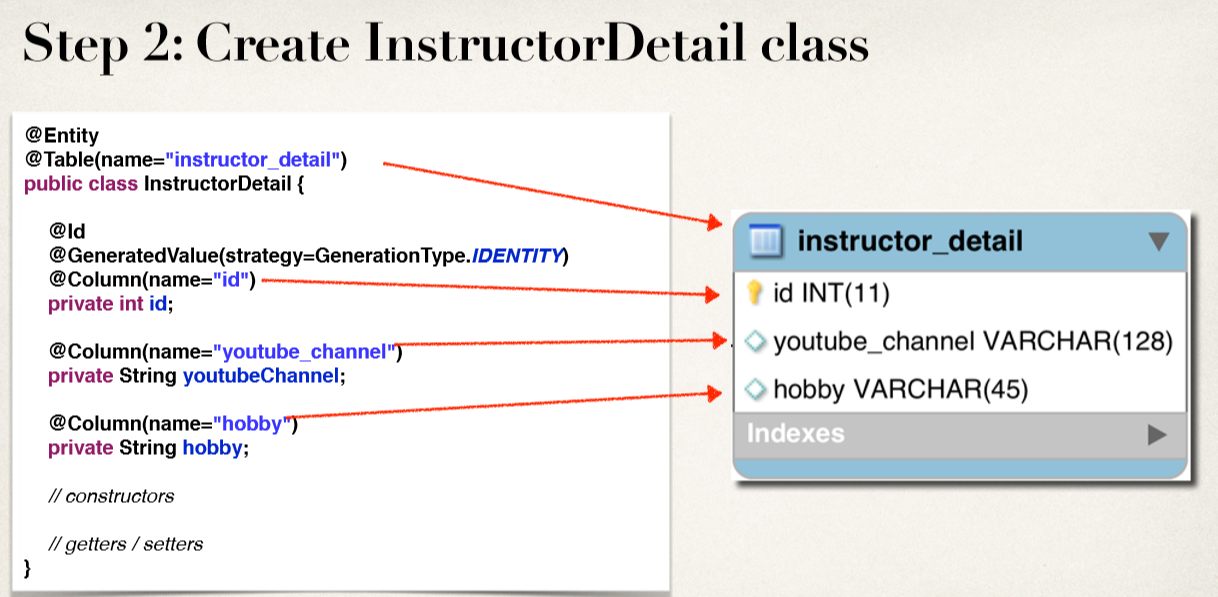 Step 2: Create InstructorDetail class
@Entity
@Table(name="instructor_detail")
public class InstructorDetail {
@Id
@GeneratedValue(strategy=GenerationType.IDENTITY)
@Column(name="id")
private int id;
@Column(name="youtube_channel")
private String youtubeChannel;
@Column(name="hobby")
private String hobby;
// constructors
// getters / setters
}
instructor_detail
id INT(11)
youtube_channel VARCHAR(128)
hobby VARCHAR(45)
Indexes